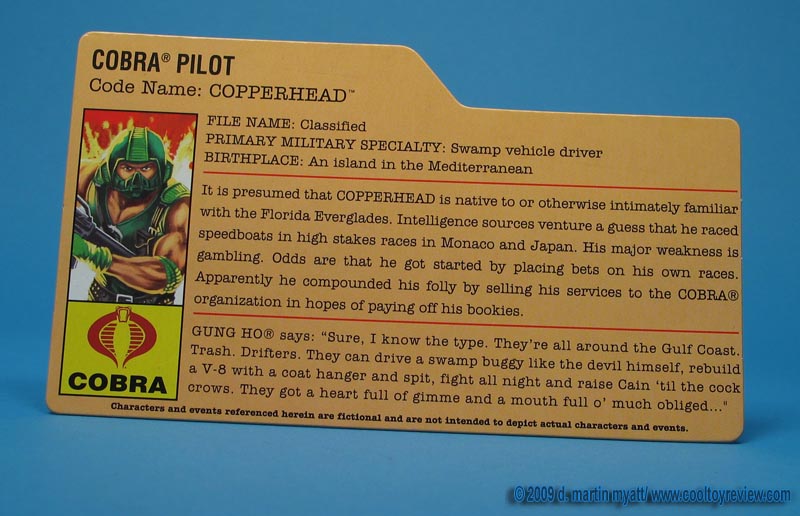 COBRA® PILOT
Code Name: COPPERHEAD™
FILE NAME: Classified
PRIMARY MILITARY SPECIALTY: Swamp vehicle driver
BIRTHPLACE: An island in the Mediterranean
It is presumed that COPPERHEAD is native to or otherwise intimately familiar
with the Florida Everglades. Intelligence sources venture a guess that he raced
speedboats in high stakes races in Monaco and Japan. His major weakness is
gambling. Odds are that he got started by placing bets on his own races.
Apparently he compounded his folly by selling his services to the COBRA®
organization in hopes of paying off his bookies.
GUNG HO® says: "Sure, I know the type. They're all around the Gulf Coast.
Trash. Drifters. They can drive a swamp buggy like the devil himself, rebuild
a V-8 with a coat hanger and spit, fight all night and raise Cain 'til the cock
crows. They got a heart full of gimme and a mouth full o' much obliged..."
COBRA
Characters and events referenced herein are fictional and are not intended to depict actual characters and events.
©2009 d. martin myatt/ www.cooltoyreview.com